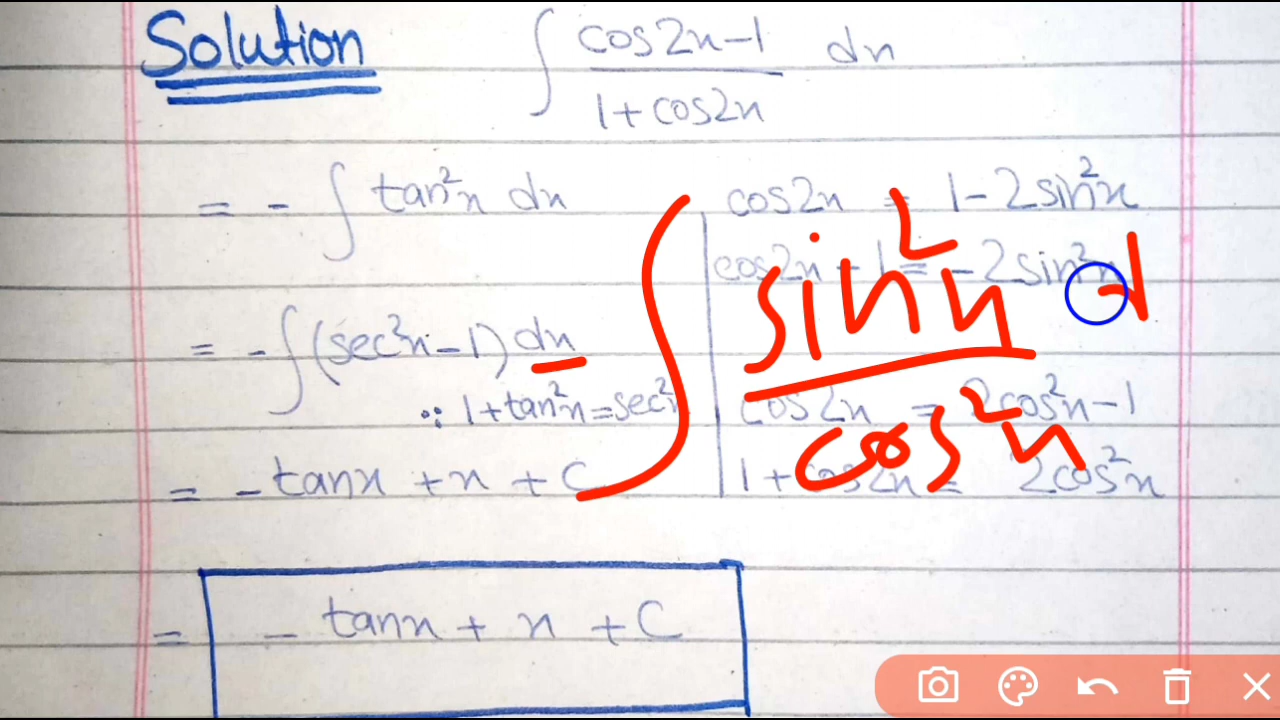 Solution ∫ cos2x-1 / 1+cos2x dx
= - ∫ tan²x dx
= - ∫ (sec²x-1) dx
∵ 1+tan²x=sec²x
= -tanx +x + C
= - tanx + x + C
cos2x = 1-2sin²x
cos2x-1=-2sin²x
cos2x = 2cos²x-1
1+cos2x = 2cos²x
∫ sin²x / cos²x d